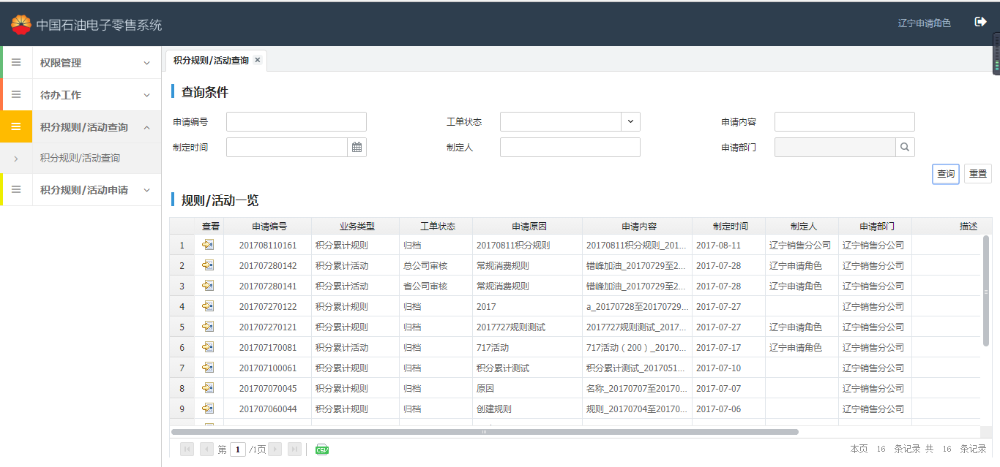 中国石油电子零售系统
辽宁申请角色
权限管理
待办工作
积分规则/活动查询
积分规则/活动查询
积分规则/活动申请
积分规则/活动查询 ×
查询条件
申请编号 工单状态 申请内容
制定时间 制定人 申请部门
查询 重置
规则/活动一览
查看 申请编号 业务类型 工单状态 申请原因 申请内容 制定时间 制定人 申请部门 描述
1 201708110161 积分累计规则 归档 20170811积分规则 20170811积分规则_201... 2017-08-11 辽宁销售分公司 辽宁销售分公司
2 201707280142 积分累计活动 总公司审核 常规消费规则 错峰加油_20170729至2... 2017-07-28 辽宁申请角色 辽宁销售分公司
3 201707280141 积分累计活动 省公司审核 常规消费规则 错峰加油_20170729至2... 2017-07-28 辽宁申请角色 辽宁销售分公司
4 201707270122 积分累计规则 归档 2017 a_20170728至20170729... 2017-07-27 辽宁销售分公司
5 201707270121 积分累计规则 归档 2017727规则测试 2017727规则测试_2017... 2017-07-27 辽宁申请角色 辽宁销售分公司
6 201707170081 积分累计活动 归档 717活动 717活动（200）_20170... 2017-07-17 辽宁申请角色 辽宁销售分公司
7 201707100061 积分累计规则 归档 积分累计测试 积分累计测试_2017051... 2017-07-10 辽宁销售分公司
8 201707070045 积分累计规则 归档 原因 名称_20170707至201700... 2017-07-07 辽宁销售分公司
9 201707060044 积分累计规则 归档 创建规则 规则_20170704至20170... 2017-07-06 辽宁销售分公司
第 1 /1页 CSV 本页 16 条记录 共 16 条记录